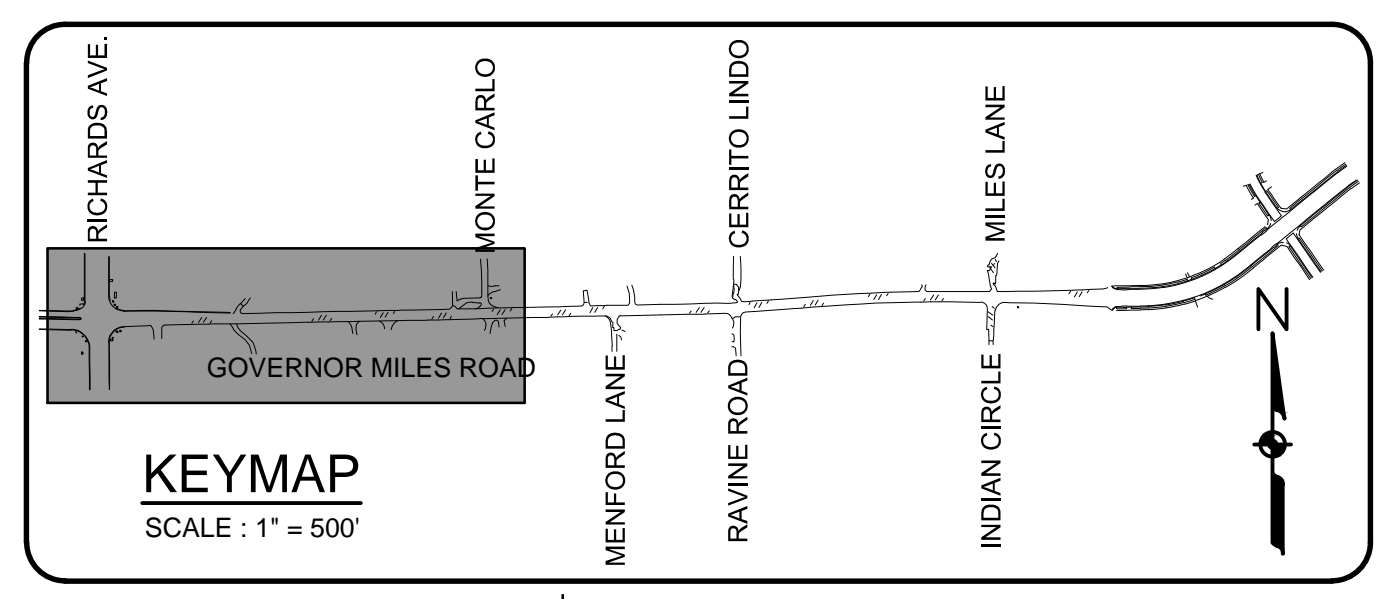 RICHARDS AVE.
MONTE CARLO
CERRITO LINDO
MILES LANE
GOVERNOR MILES ROAD
MENFORD LANE
RAVINE ROAD
INDIAN CIRCLE
N
KEYMAP
SCALE : 1" = 500'